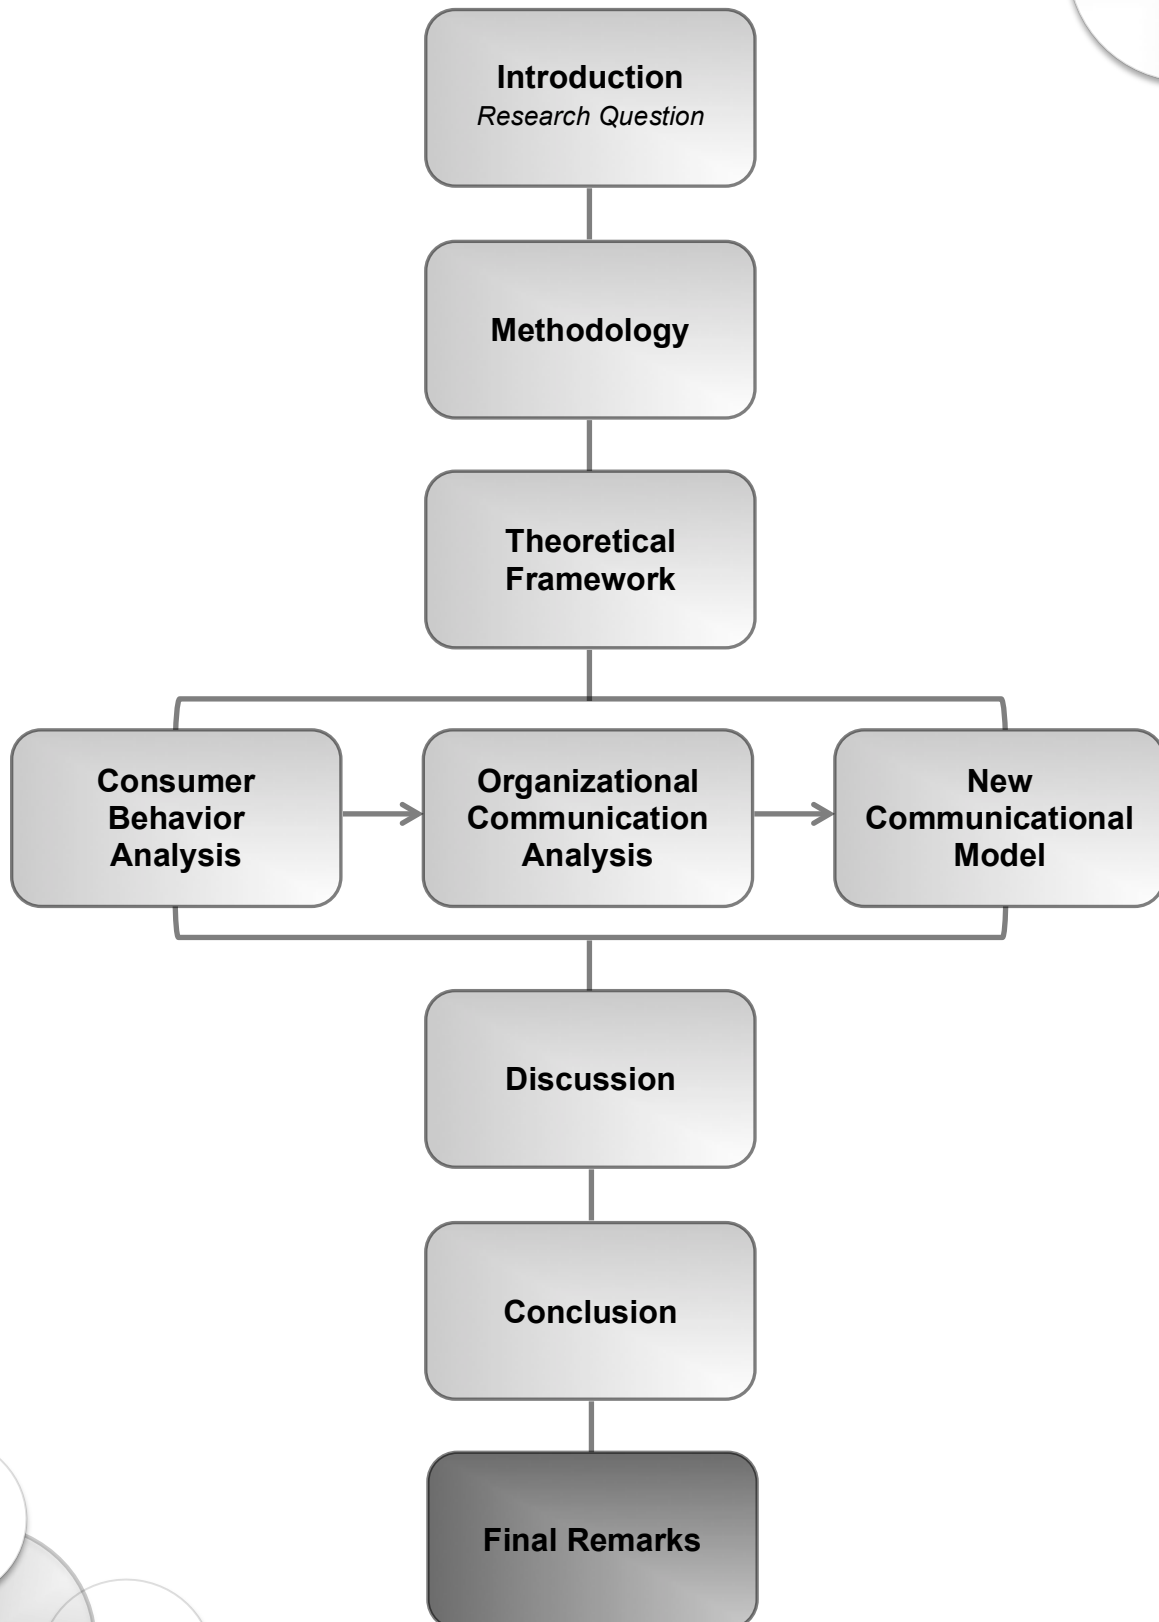 Introduction
Research Question
Methodology
Theoretical
Framework
Consumer
Behavior
Analysis
Organizational
Communication
Analysis
New
Communicational
Model
Discussion
Conclusion
Final Remarks